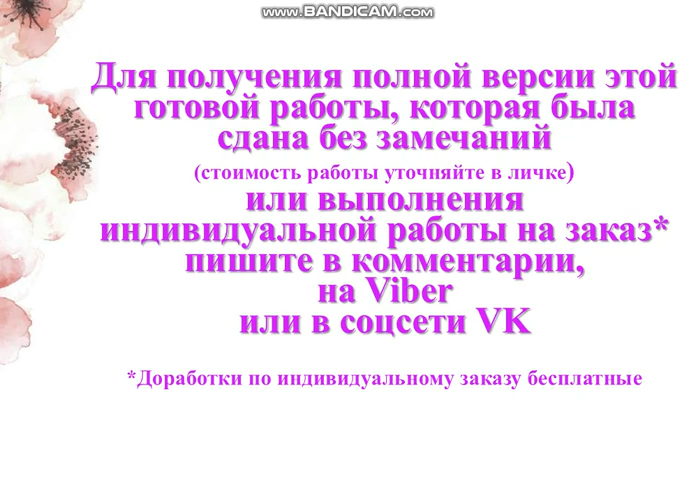 www.BANDICAM.com
Для получения полной версии этой
готовой работы, которая была
сдана без замечаний
(стоимость работы уточняйте в личке)
или выполнения
индивидуальной работы на заказ*
пишите в комментарии,
на Viber
или в соцсети VK
*Доработки по индивидуальному заказу бесплатные